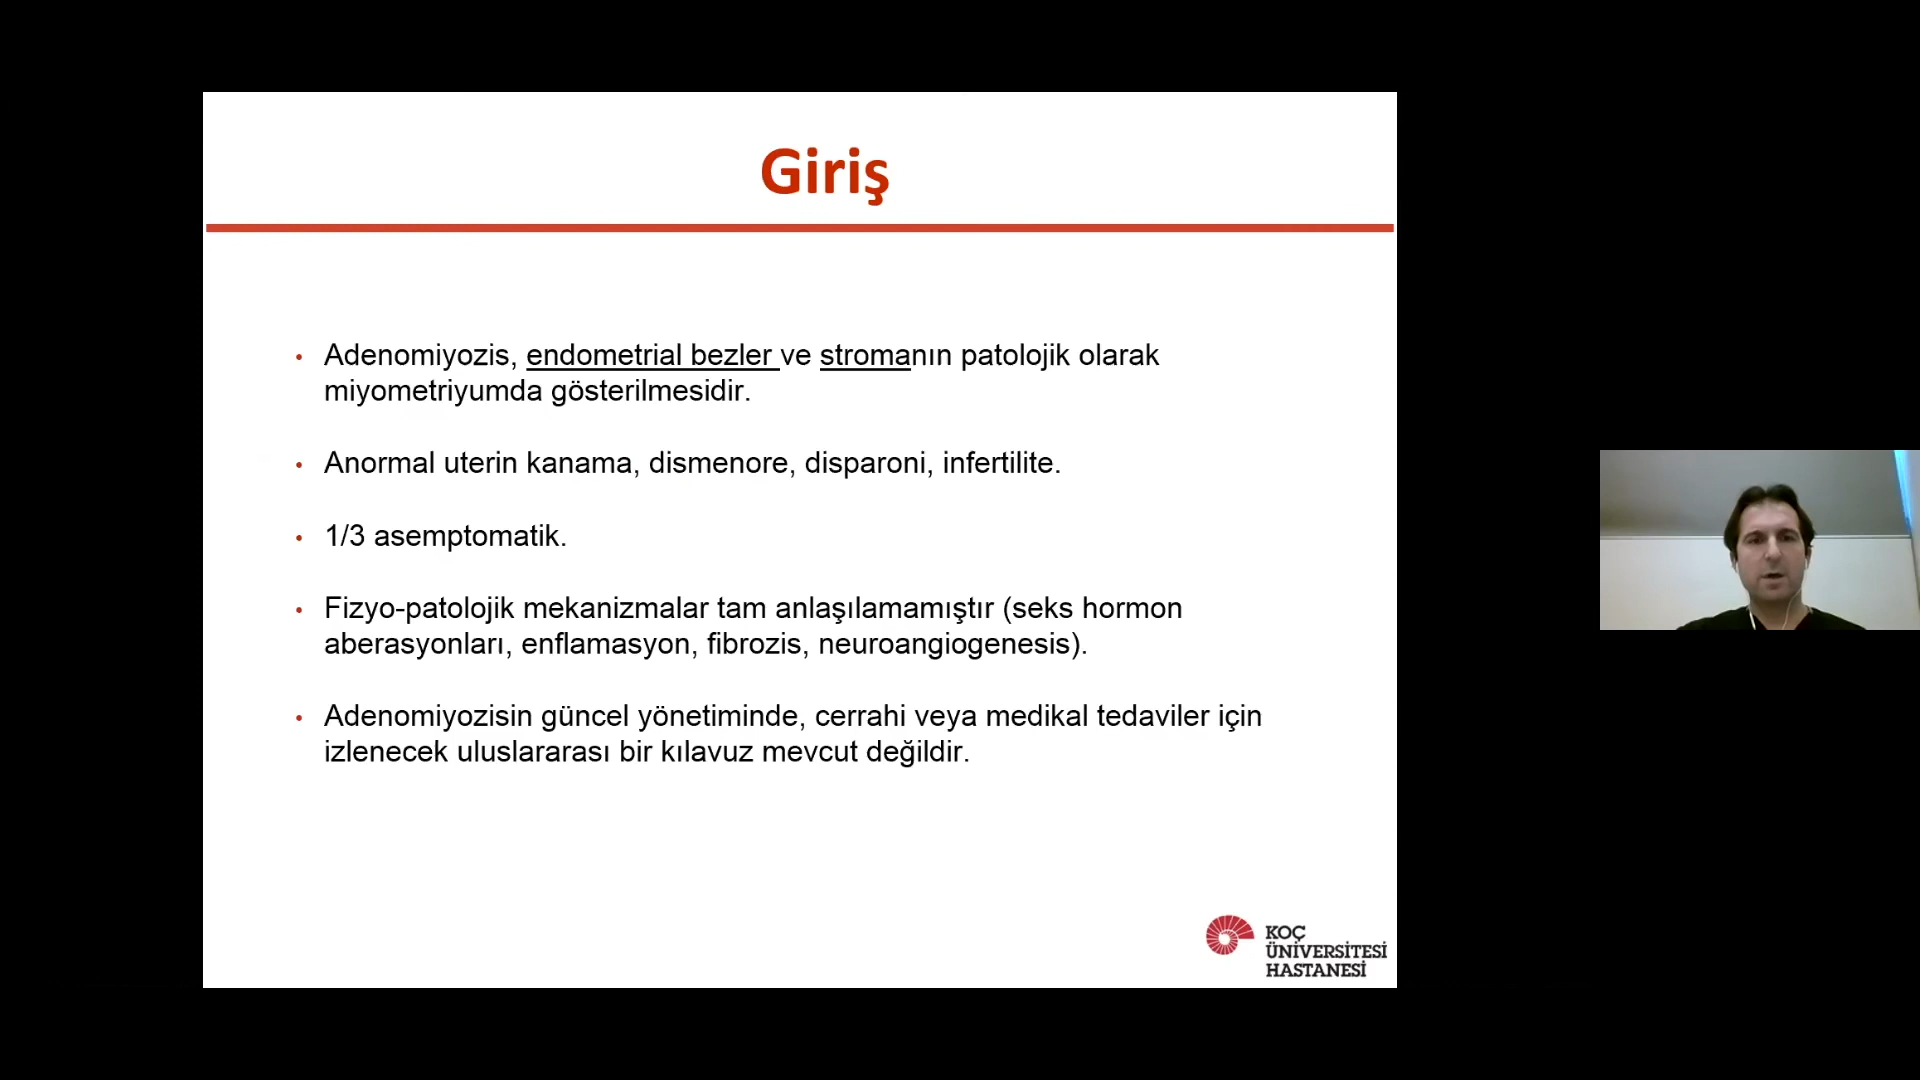 Giriş
• Adenomiyozis, endometrial bezler ve stromanın patolojik olarak
miyometriyumda gösterilmesidir.
• Anormal uterin kanama, dismenore, disparoni, infertilite.
• 1/3 asemptomatik.
• Fizyo-patolojik mekanizmalar tam anlaşılamamıştır (seks hormon
aberasyonları, enflamasyon, fibrozis, neuroangiogenesis).
• Adenomiyozisin güncel yönetiminde, cerrahi veya medikal tedaviler için
izlenecek uluslararası bir kılavuz mevcut değildir.
KOÇ
ÜNİVERSİTESİ
HASTANESİ